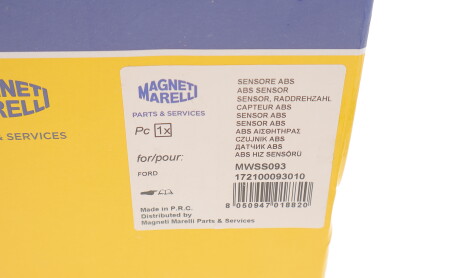 MAGNETI
MARELLI
& SERVICES
MAGNETI
MARELLI
PARTS & SERVICES
Pc 1x
for/pour:
FORD
Made in P.R.C.
Distributed by
Magneti Marelli Parts & Services
SENSORE ABS
ABS SENSOR
SENSOR, RADDREHZAHL
CAPTEUR ABS
SENSOR ABS
SENSOR ABS
ABS ΑΙΣΘΗΤΗΡΑΣ
CZUJNIK ABS
ДАТЧИК ABS
ABS HIZ SENSÖRÜ
MWSS093
172100093010
8 050947 018820